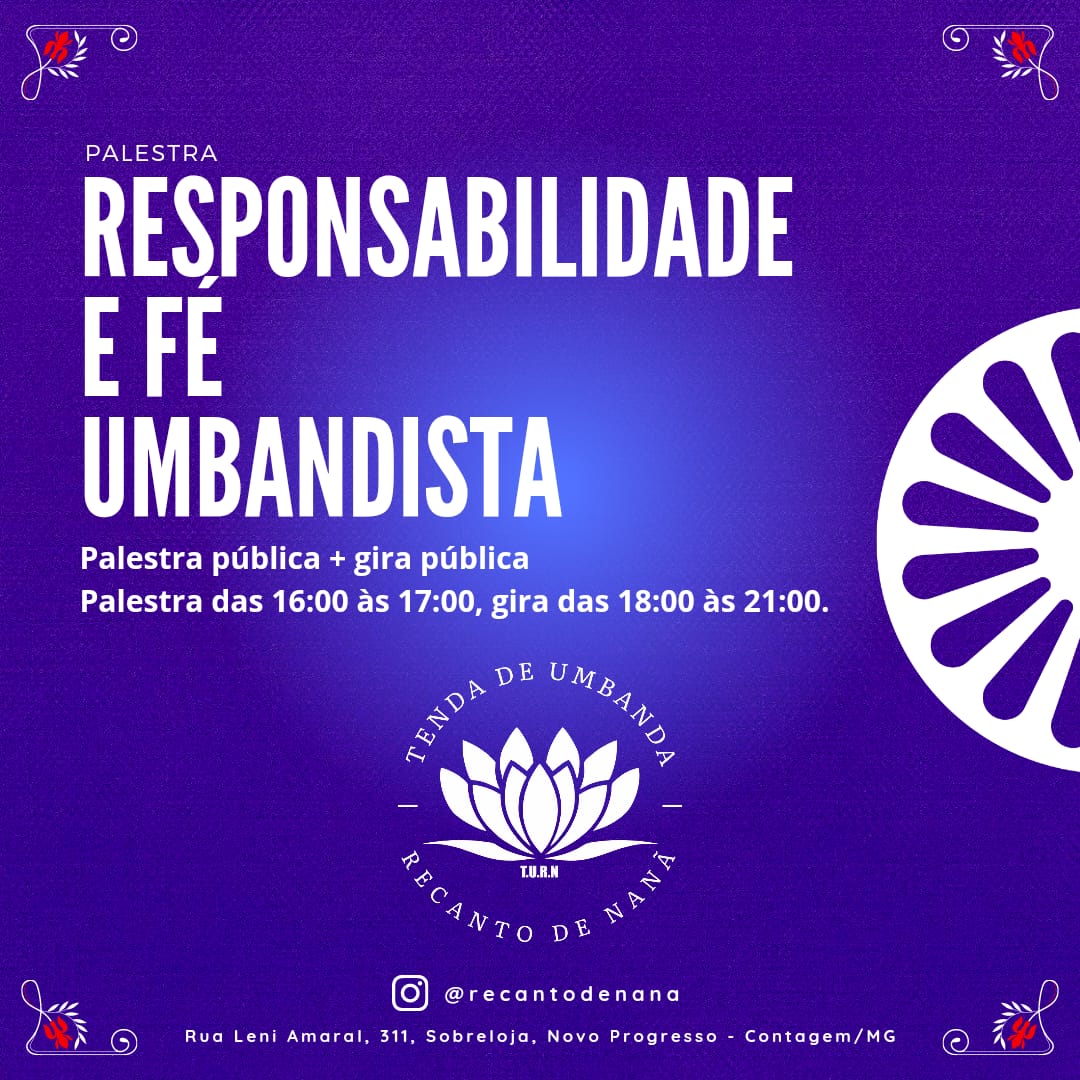 PALESTRA
RESPONSABILIDADE
E FÉ
UMBANDISTA
Palestra pública + gira pública
Palestra das 16:00 às 17:00, gira das 18:00 às 21:00.
TENDA DE UMBANDA
T.U.R.N
RECANTO DE NANÃ
@recantodenana
Rua Leni Amaral, 311, Sobreloja, Novo Progresso - Contagem/MG